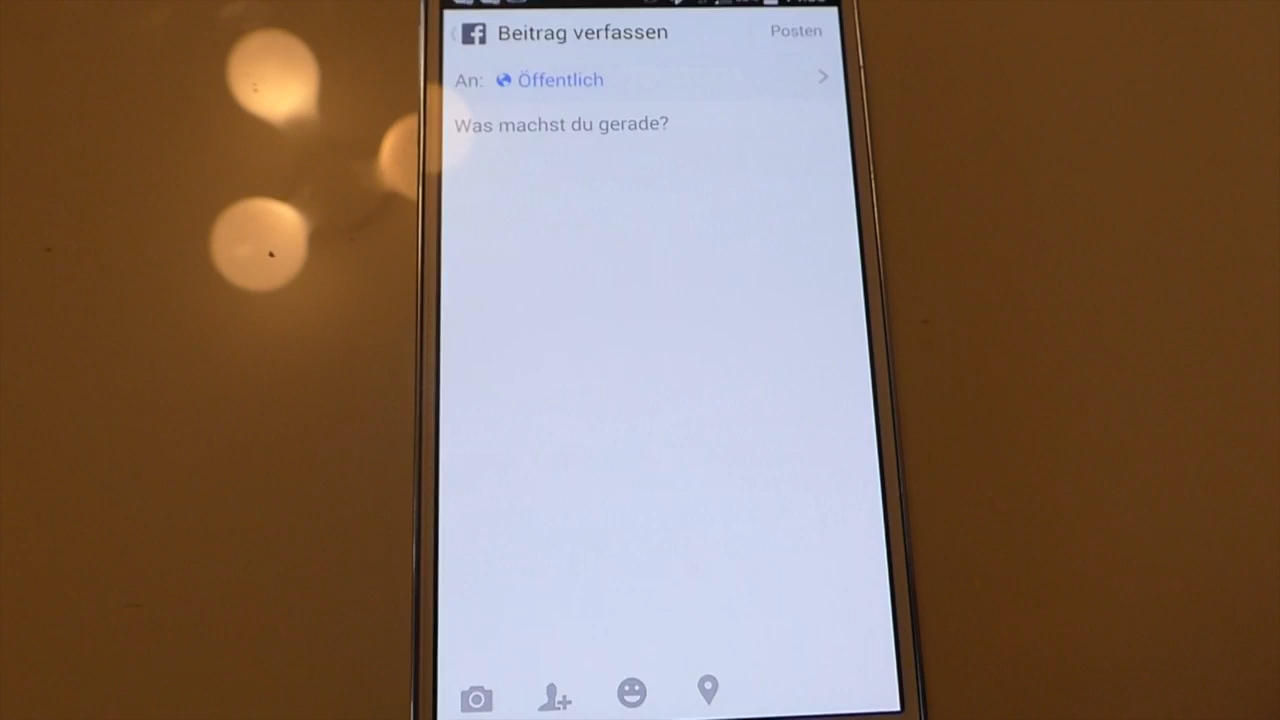 Beitrag verfassen
Posten
An: Öffentlich
Was machst du gerade?